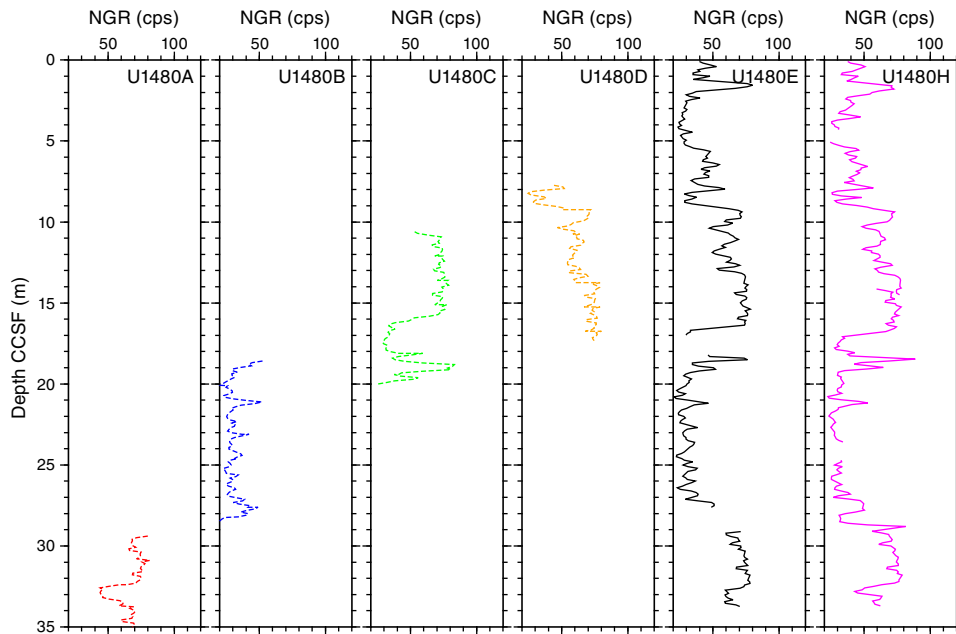 NGR (cps) NGR (cps) NGR (cps) NGR (cps) NGR (cps) NGR (cps)
50 100 50 100 50 100 50 100 50 100 50 100
0 U1480A U1480B U1480C U1480D U1480E U1480H
5
10
15
20
25
30
35
Depth CCSF (m)